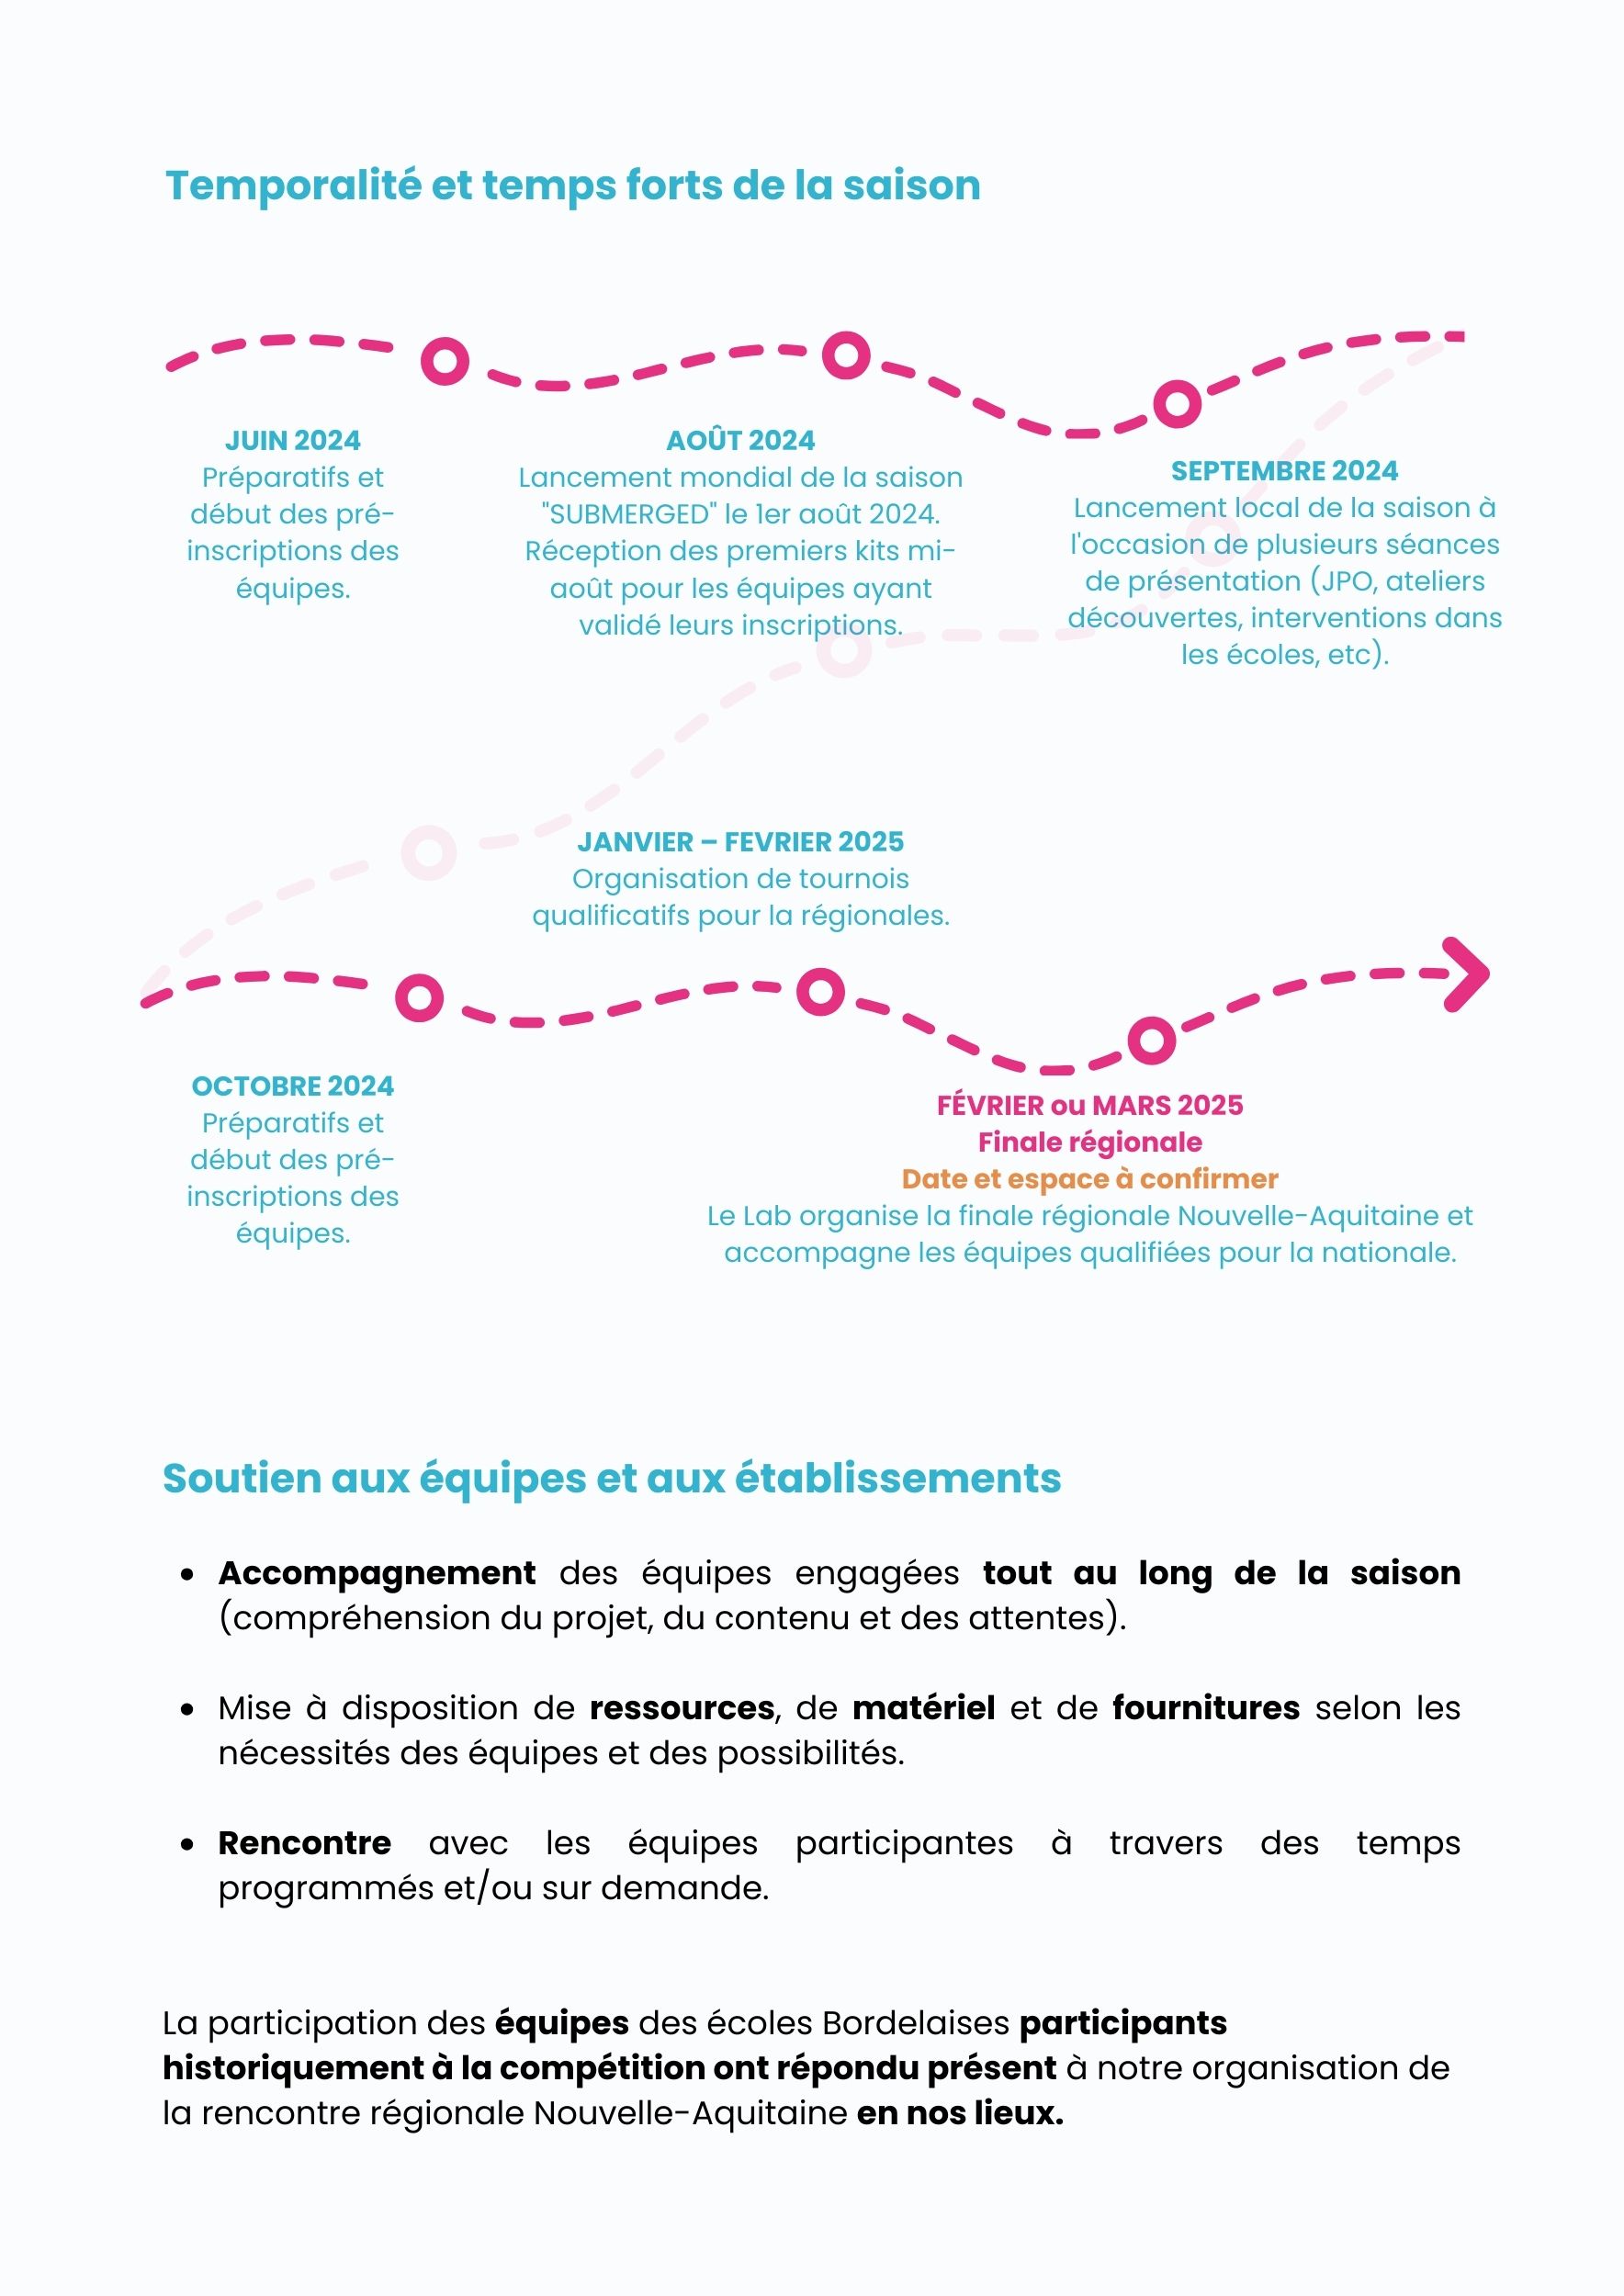 Temporalité et temps forts de la saison
JUIN 2024
Préparatifs et
début des pré-
inscriptions des
équipes.
AOÛT 2024
Lancement mondial de la saison
"SUBMERGED" le 1er août 2024.
Réception des premiers kits mi-
août pour les équipes ayant
validé leurs inscriptions.
SEPTEMBRE 2024
Lancement local de la saison à
l'occasion de plusieurs séances
de présentation (JPO, ateliers
découvertes, interventions dans
les écoles, etc).
OCTOBRE 2024
Préparatifs et
début des pré-
inscriptions des
équipes.
JANVIER – FEVRIER 2025
Organisation de tournois
qualificatifs pour la régionales.
FÉVRIER ou MARS 2025
Finale régionale
Date et espace à confirmer
Le Lab organise la finale régionale Nouvelle-Aquitaine et
accompagne les équipes qualifiées pour la nationale.
Soutien aux équipes et aux établissements
• Accompagnement des équipes engagées tout au long de la saison
(compréhension du projet, du contenu et des attentes).
• Mise à disposition de ressources, de matériel et de fournitures selon les
nécessités des équipes et des possibilités.
• Rencontre avec les équipes participantes à travers des temps
programmés et/ou sur demande.
La participation des équipes des écoles Bordelaises participants
historiquement à la compétition ont répondu présent à notre organisation de
la rencontre régionale Nouvelle-Aquitaine en nos lieux.